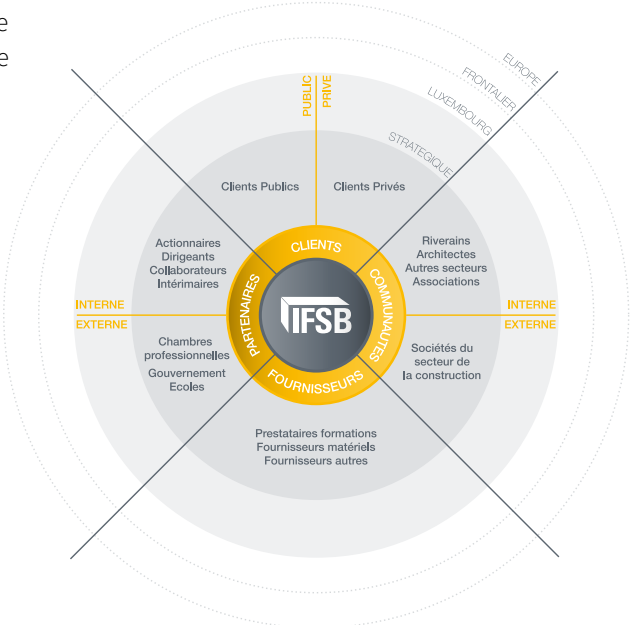 e
e
EUROPE
FRONTALIER
LUXEMBOURG
STRATEGIQUE
PUBLIC
PRIVE
Clients Publics
Clients Privés
CLIENTS
Actionnaires
Dirigeants
Collaborateurs
Intérimaires
Riverains
Architectes
Autres secteurs
Associations
PARTENAIRES
IFSB
COMMUNAUTES
INTERNE
EXTERNE
INTERNE
EXTERNE
Chambres
professionnelles
Gouvernement
Ecoles
Sociétés du
secteur de
la construction
FOURNISSEURS
Prestataires formations
Fournisseurs matériels
Fournisseurs autres